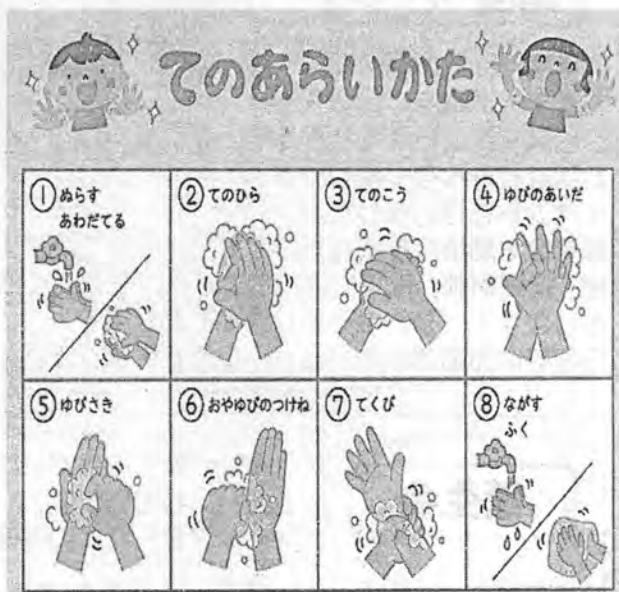 てのあらいかた
① ぬらす
あわだてる
② てのひら
③ てのこう
④ ゆびのあいだ
⑤ ゆびさき
⑥ おやゆびのつけね
⑦ てくび
⑧ ながす
ふく